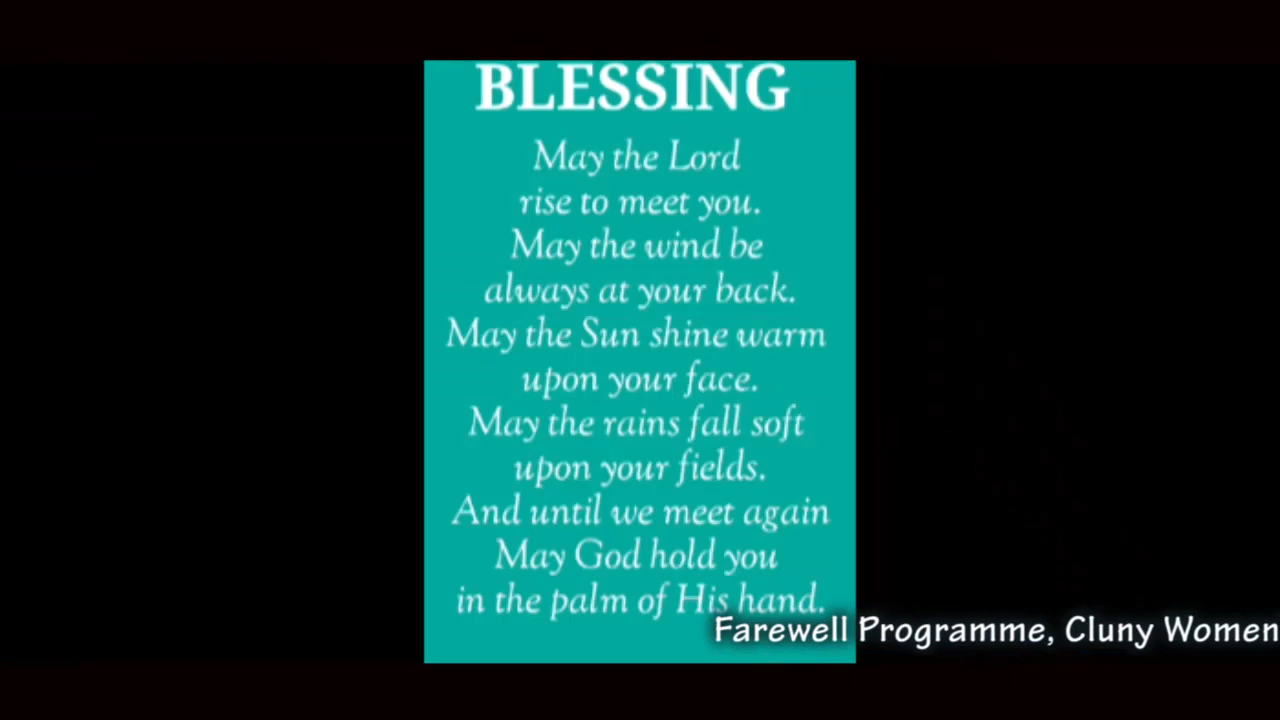 BLESSING
May the Lord
rise to meet you.
May the wind be
always at your back.
May the Sun shine warm
upon your face.
May the rains fall soft
upon your fields.
And until we meet again
May God hold you
in the palm of His hand.
Farewell Programme, Cluny Women